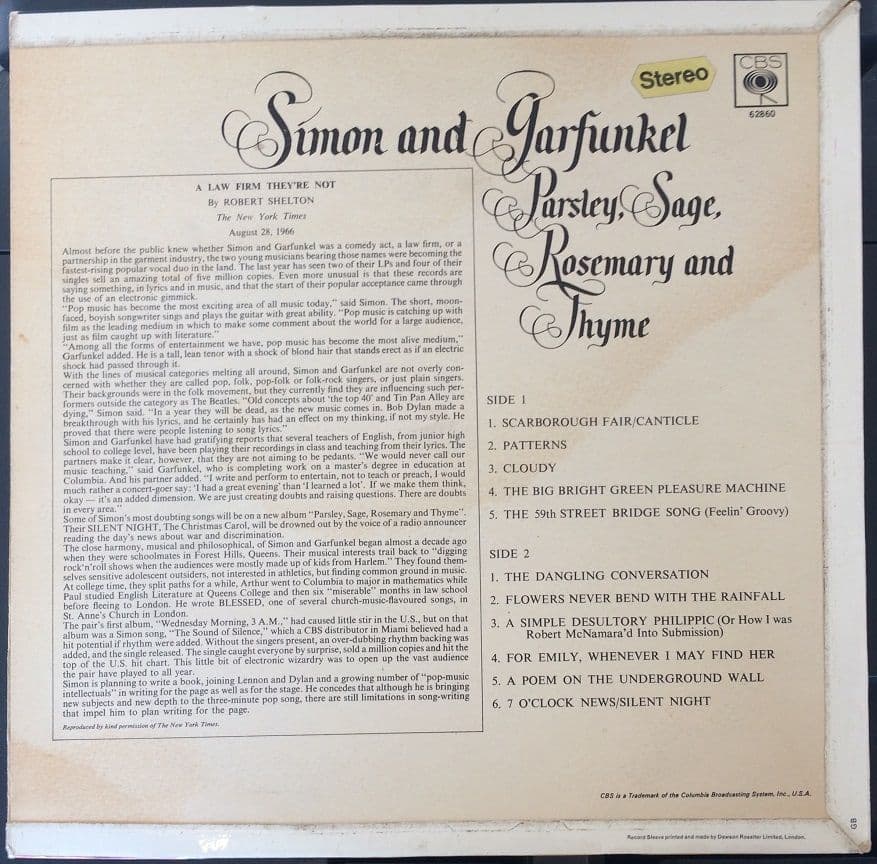 Stereo
CBS
62860
Simon and Garfunkel
Parsley, Sage,
Rosemary and
Thyme
A LAW FIRM THEY'RE NOT
By ROBERT SHELTON
The New York Times
August 28, 1966
Almost before the public knew whether Simon and Garfunkel was a comedy act, a law firm, or a
partnership in the garment industry, the two young musicians bearing those names were becoming the
fastest-rising popular vocal duo in the land. The last year has seen two of their LPs and four of their
singles sell an amazing total of five million copies. Even more unusual is that these records are
saying something, in lyrics and in music, and that the start of their popular acceptance came through
the use of an electronic gimmick.
"Pop music has become the most exciting area of all music today," said Simon. The short, moon-
faced, boyish songwriter sings and plays the guitar with great ability. "Pop music is catching up with
film as the leading medium in which to make some comment about the world for a large audience,
just as film caught up with literature."
"Among all the forms of entertainment we have, pop music has become the most alive medium,"
Garfunkel added. He is a tall, lean tenor with a shock of blond hair that stands erect as if an electric
shock had passed through it.
With the lines of musical categories melting all around, Simon and Garfunkel are not overly con-
cerned with whether they are called pop, folk, pop-folk or folk-rock singers, or just plain singers.
Their backgrounds were in the folk movement, but they currently find they are influencing such per-
formers outside the category as The Beatles. "Old concepts about 'the top 40' and Tin Pan Alley are
dying," Simon said. "In a year they will be dead, as the new music comes in. Bob Dylan made a
breakthrough with his lyrics, and he certainly has had an effect on my thinking, if not my style. He
proved that there were people listening to song lyrics."
Simon and Garfunkel have had gratifying reports that several teachers of English, from junior high
school to college level, have been playing their recordings in class and teaching from their lyrics. The
partners make it clear, however, that they are not aiming to be pedants. "We would never call our
music teaching," said Garfunkel, who is completing work on a master's degree in education at
Columbia. And his partner added. "I write and perform to entertain, not to teach or preach, I would
much rather a concert-goer say: 'I had a great evening' than 'I learned a lot'. If we make them think,
okay — it's an added dimension. We are just creating doubts and raising questions. There are doubts
in every area."
Some of Simon's most doubting songs will be on a new album "Parsley, Sage, Rosemary and Thyme".
Their SILENT NIGHT, The Christmas Carol, will be drowned out by the voice of a radio announcer
reading the day's news about war and discrimination.
The close harmony, musical and philosophical, of Simon and Garfunkel began almost a decade ago
when they were schoolmates in Forest Hills, Queens. Their musical interests trail back to "digging
rock'n'roll shows when the audiences were mostly made up of kids from Harlem." They found them-
selves sensitive adolescent outsiders, not interested in athletics, but finding common ground in music.
At college time, they split paths for a while, Arthur went to Columbia to major in mathematics while
Paul studied English Literature at Queens College and then six "miserable" months in law school
before fleeing to London. He wrote BLESSED, one of several church-music-flavoured songs, in
St. Anne's Church in London.
The pair's first album, "Wednesday Morning, 3 A.M.," had caused little stir in the U.S., but on that
album was a Simon song, "The Sound of Silence," which a CBS distributor in Miami believed had a
hit potential if rhythm were added. Without the singers present, an over-dubbing rhythm backing was
added, and the single released. The single caught everyone by surprise, sold a million copies and hit the
top of the U.S. hit chart. This little bit of electronic wizardry was to open up the vast audience
the pair have played to all year.
Simon is planning to write a book, joining Lennon and Dylan and a growing number of "pop-music
intellectuals" in writing for the page as well as for the stage. He concedes that although he is bringing
new subjects and new depth to the three-minute pop song, there are still limitations in song-writing
that impel him to plan writing for the page.
Reproduced by kind permission of The New York Times.
SIDE 1
1. SCARBOROUGH FAIR/CANTICLE
2. PATTERNS
3. CLOUDY
4. THE BIG BRIGHT GREEN PLEASURE MACHINE
5. THE 59th STREET BRIDGE SONG (Feelin' Groovy)
SIDE 2
1. THE DANGLING CONVERSATION
2. FLOWERS NEVER BEND WITH THE RAINFALL
3. A SIMPLE DESULTORY PHILIPPIC (Or How I was
Robert McNamara'd Into Submission)
4. FOR EMILY, WHENEVER I MAY FIND HER
5. A POEM ON THE UNDERGROUND WALL
6. 7 O'CLOCK NEWS/SILENT NIGHT
CBS is a Trademark of the Columbia Broadcasting System, Inc., U.S.A.
GB
Record Sleeve printed and made by Dawson Rossiter Limited, London.